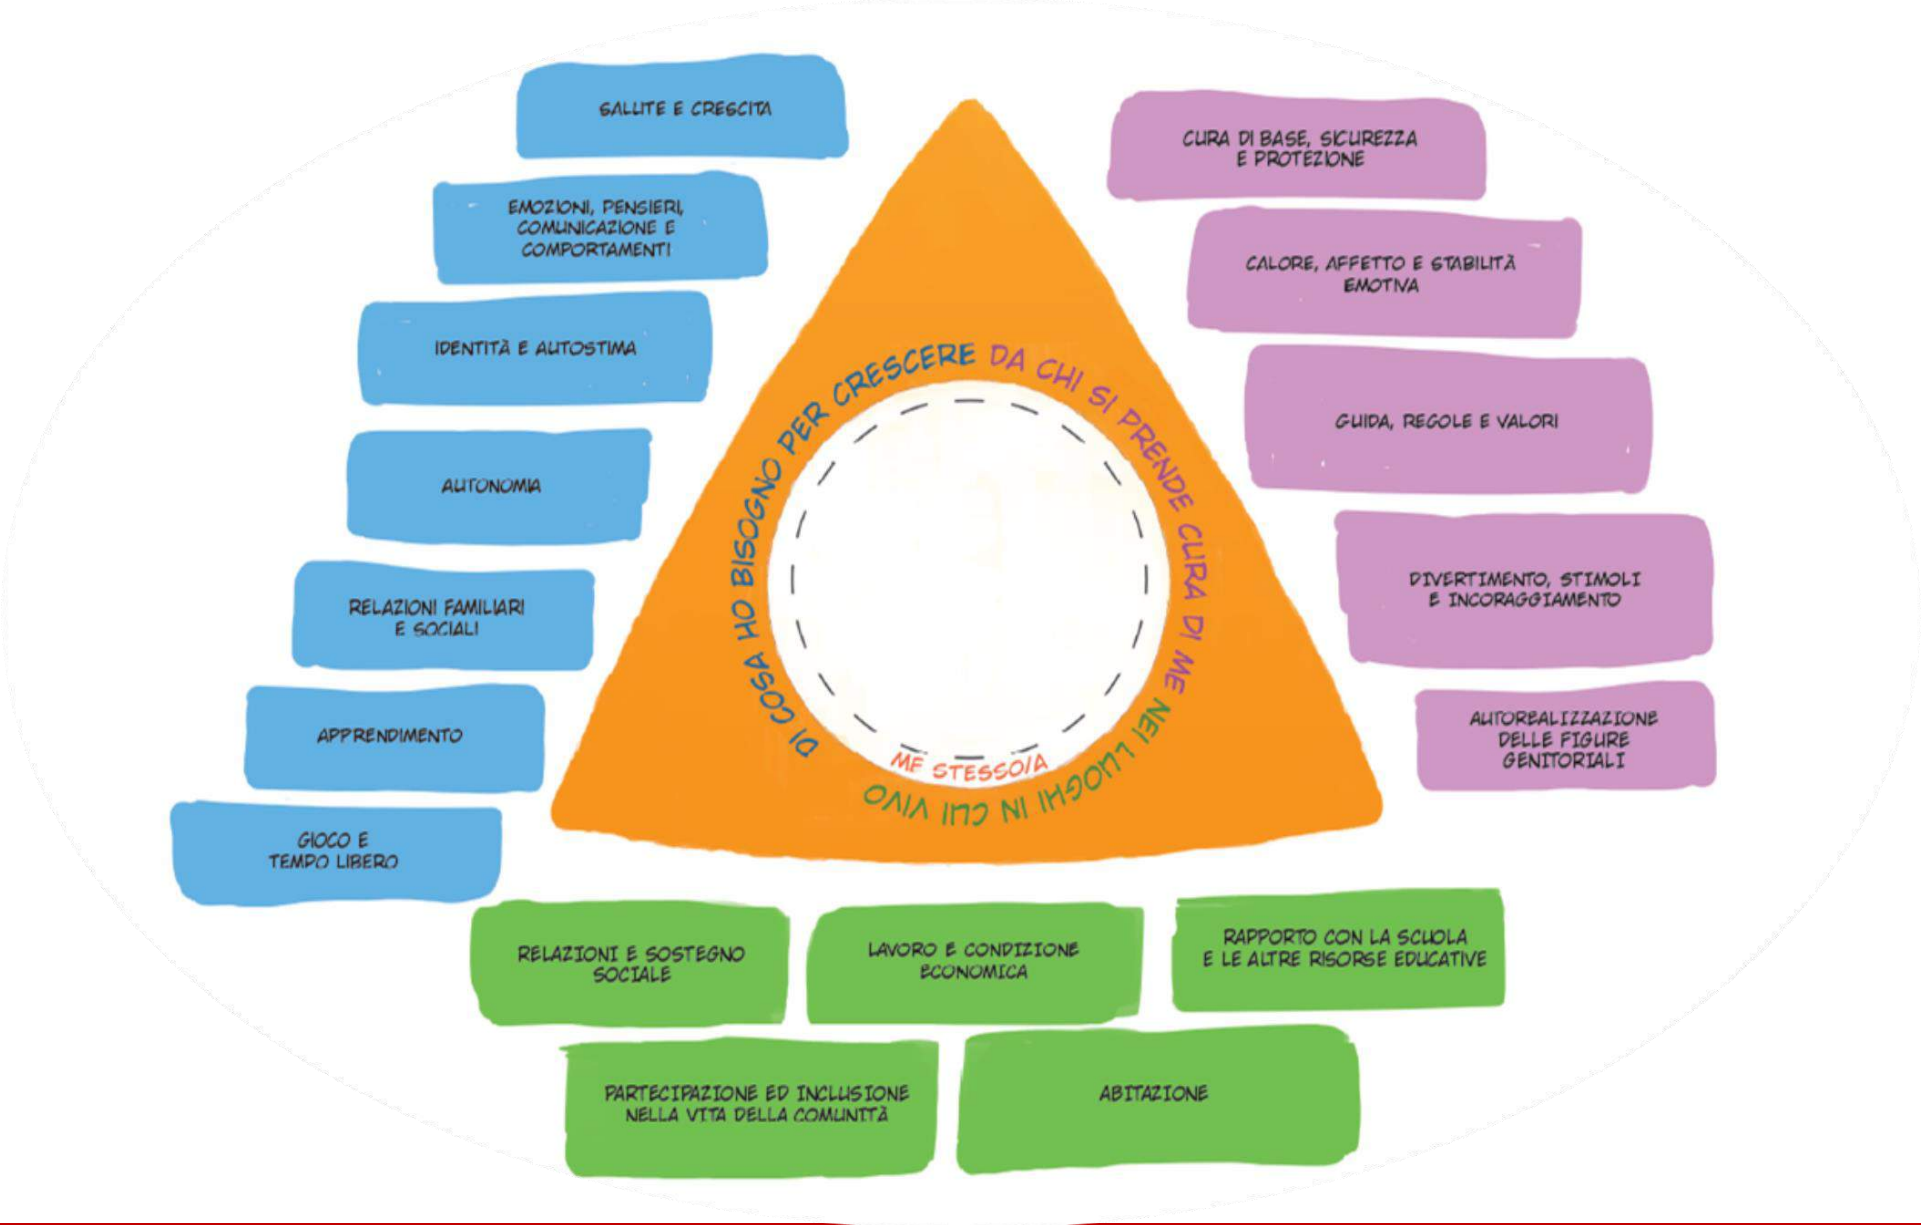 SALUTE E CRESCITA
EMOZIONI, PENSIERI,
COMUNICAZIONE E
COMPORTAMENTI
IDENTITÀ E AUTOSTIMA
AUTONOMIA
RELAZIONI FAMILIARI
E SOCIALI
APPRENDIMENTO
GIOCO E
TEMPO LIBERO
DI COSA HO BISOGNO PER CRESCERE
DA CHI SI PRENDE CURA DI ME
NEI LUOGHI IN CUI VIVO
ME STESSO/A
CURA DI BASE, SICUREZZA
E PROTEZIONE
CALORE, AFFETTO E STABILITÀ
EMOTIVA
GUIDA, REGOLE E VALORI
DIVERTIMENTO, STIMOLI
E INCORAGGIAMENTO
AUTOREALIZZAZIONE
DELLE FIGURE
GENITORIALI
RELAZIONI E SOSTEGNO
SOCIALE
LAVORO E CONDIZIONE
ECONOMICA
RAPPORTO CON LA SCUOLA
E LE ALTRE RISORSE EDUCATIVE
PARTECIPAZIONE ED INCLUSIONE
NELLA VITA DELLA COMUNITÀ
ABITAZIONE